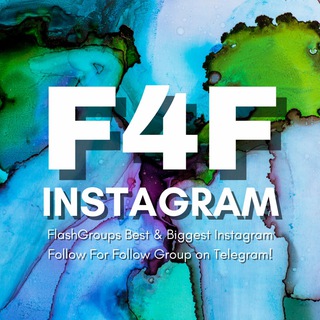 F4F
INSTAGRAM
FlashGroups Best & Biggest Instagram
Follow For Follow Group on Telegram!